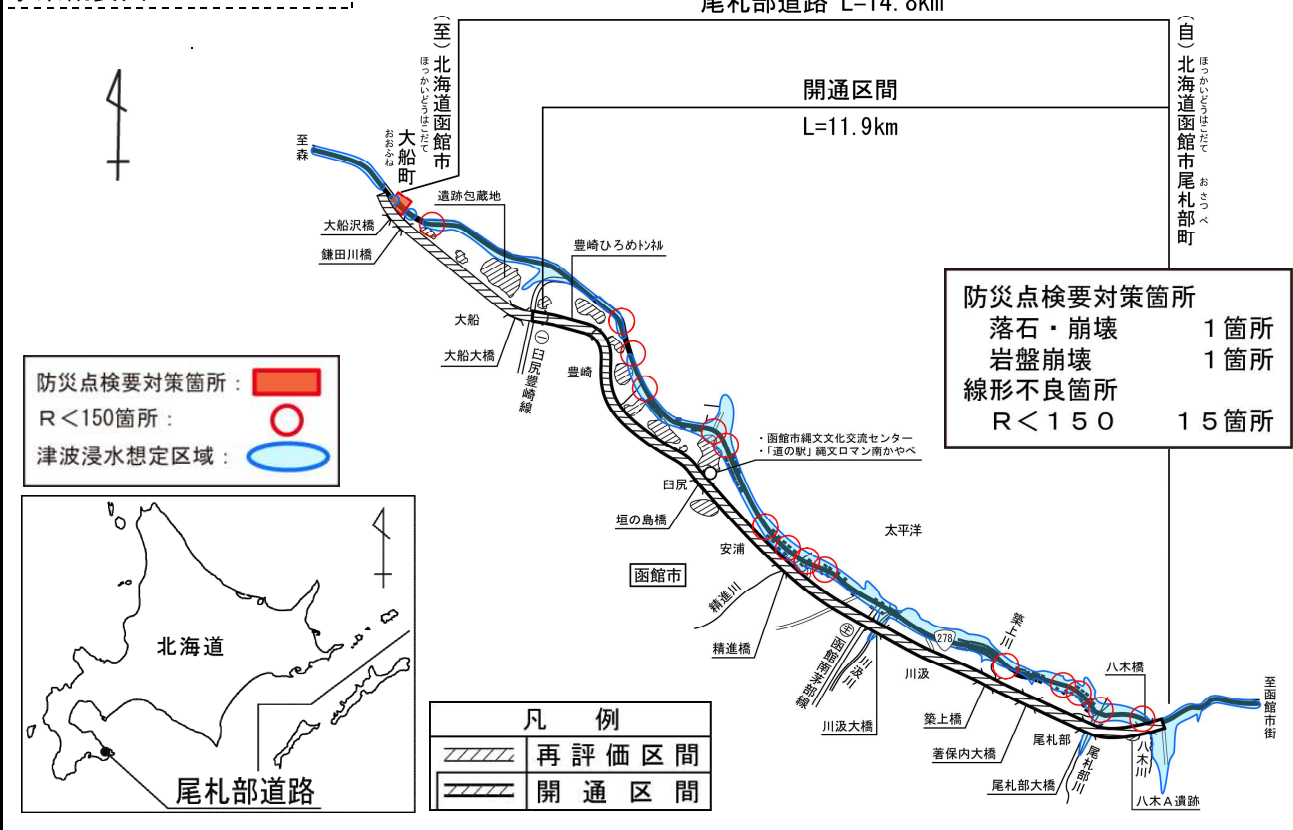 尾札部道路 L=14.8km
開通区間
L=11.9km
(至)北海道函館市大船町
ほっかいどうはこだて
おおふね
(自)北海道函館市尾札部町
ほっかいどうはこだて
おさつべ
至森
遺跡包蔵地
大船沢橋
鎌田川橋
豊崎ひろめトンネル
大船
大船大橋
㊀臼尻豊崎線
豊崎
防災点検要対策箇所
落石・崩壊 1箇所
岩盤崩壊 1箇所
線形不良箇所
R<150 15箇所
防災点検要対策箇所:
R<150箇所:
津波浸水想定区域:
・函館市縄文文化交流センター
・「道の駅」縄文ロマン南かやべ
臼尻
垣の島橋
安浦
太平洋
函館市
精進川
精進橋
㊤函館南茅部線
川汲川
川汲大橋
川汲
278
築上川
築上橋
著保内大橋
尾札部
尾札部大橋
尾札部川
八木橋
八木川
八木A遺跡
至函館市街
北海道
尾札部道路
凡例
再評価区間
開通区間